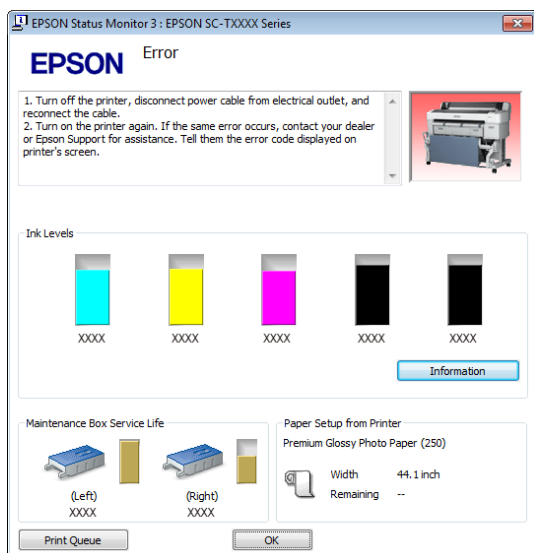 EPSON Status Monitor 3 : EPSON SC-TXXXX Series
EPSON
Error
1. Turn off the printer, disconnect power cable from electrical outlet, and
reconnect the cable.
2. Turn on the printer again. If the same error occurs, contact your dealer
or Epson Support for assistance. Tell them the error code displayed on
printer's screen.
Ink Levels
XXXX XXXX XXXX XXXX XXXX
Information
Maintenance Box Service Life
(Left) (Right)
XXXX XXXX
Paper Setup from Printer
Premium Glossy Photo Paper (250)
Width 44.1 inch
Remaining --
Print Queue
OK